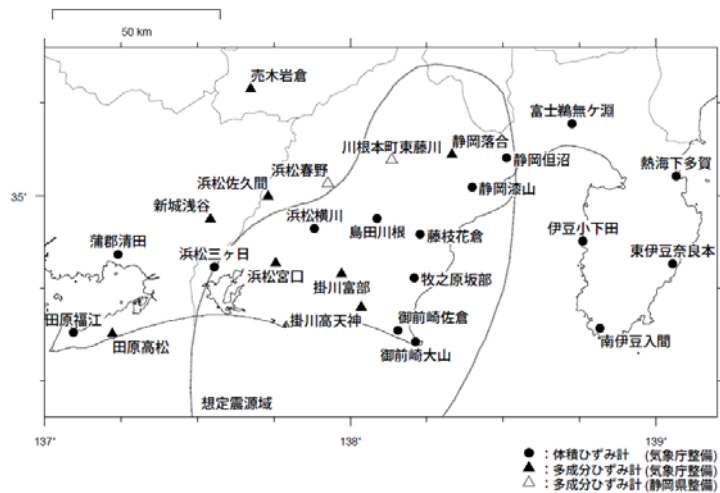 50 km
売木岩倉
富士鵜無ケ淵
川根本町東藤川
静岡落合
静岡但沼
熱海下多賀
浜松春野
浜松佐久間
静岡漆山
35°
新城浅谷
浜松横川
島田川根
藤枝花倉
伊豆小下田
蒲郡清田
浜松三ヶ日
東伊豆奈良本
浜松宮口
掛川富部
牧之原坂部
田原福江
掛川高天神
御前崎佐倉
田原高松
御前崎大山
南伊豆入間
想定震源域
137°
138°
139°
●：体積ひずみ計　(気象庁整備)
▲：多成分ひずみ計 (気象庁整備)
△：多成分ひずみ計 (静岡県整備)